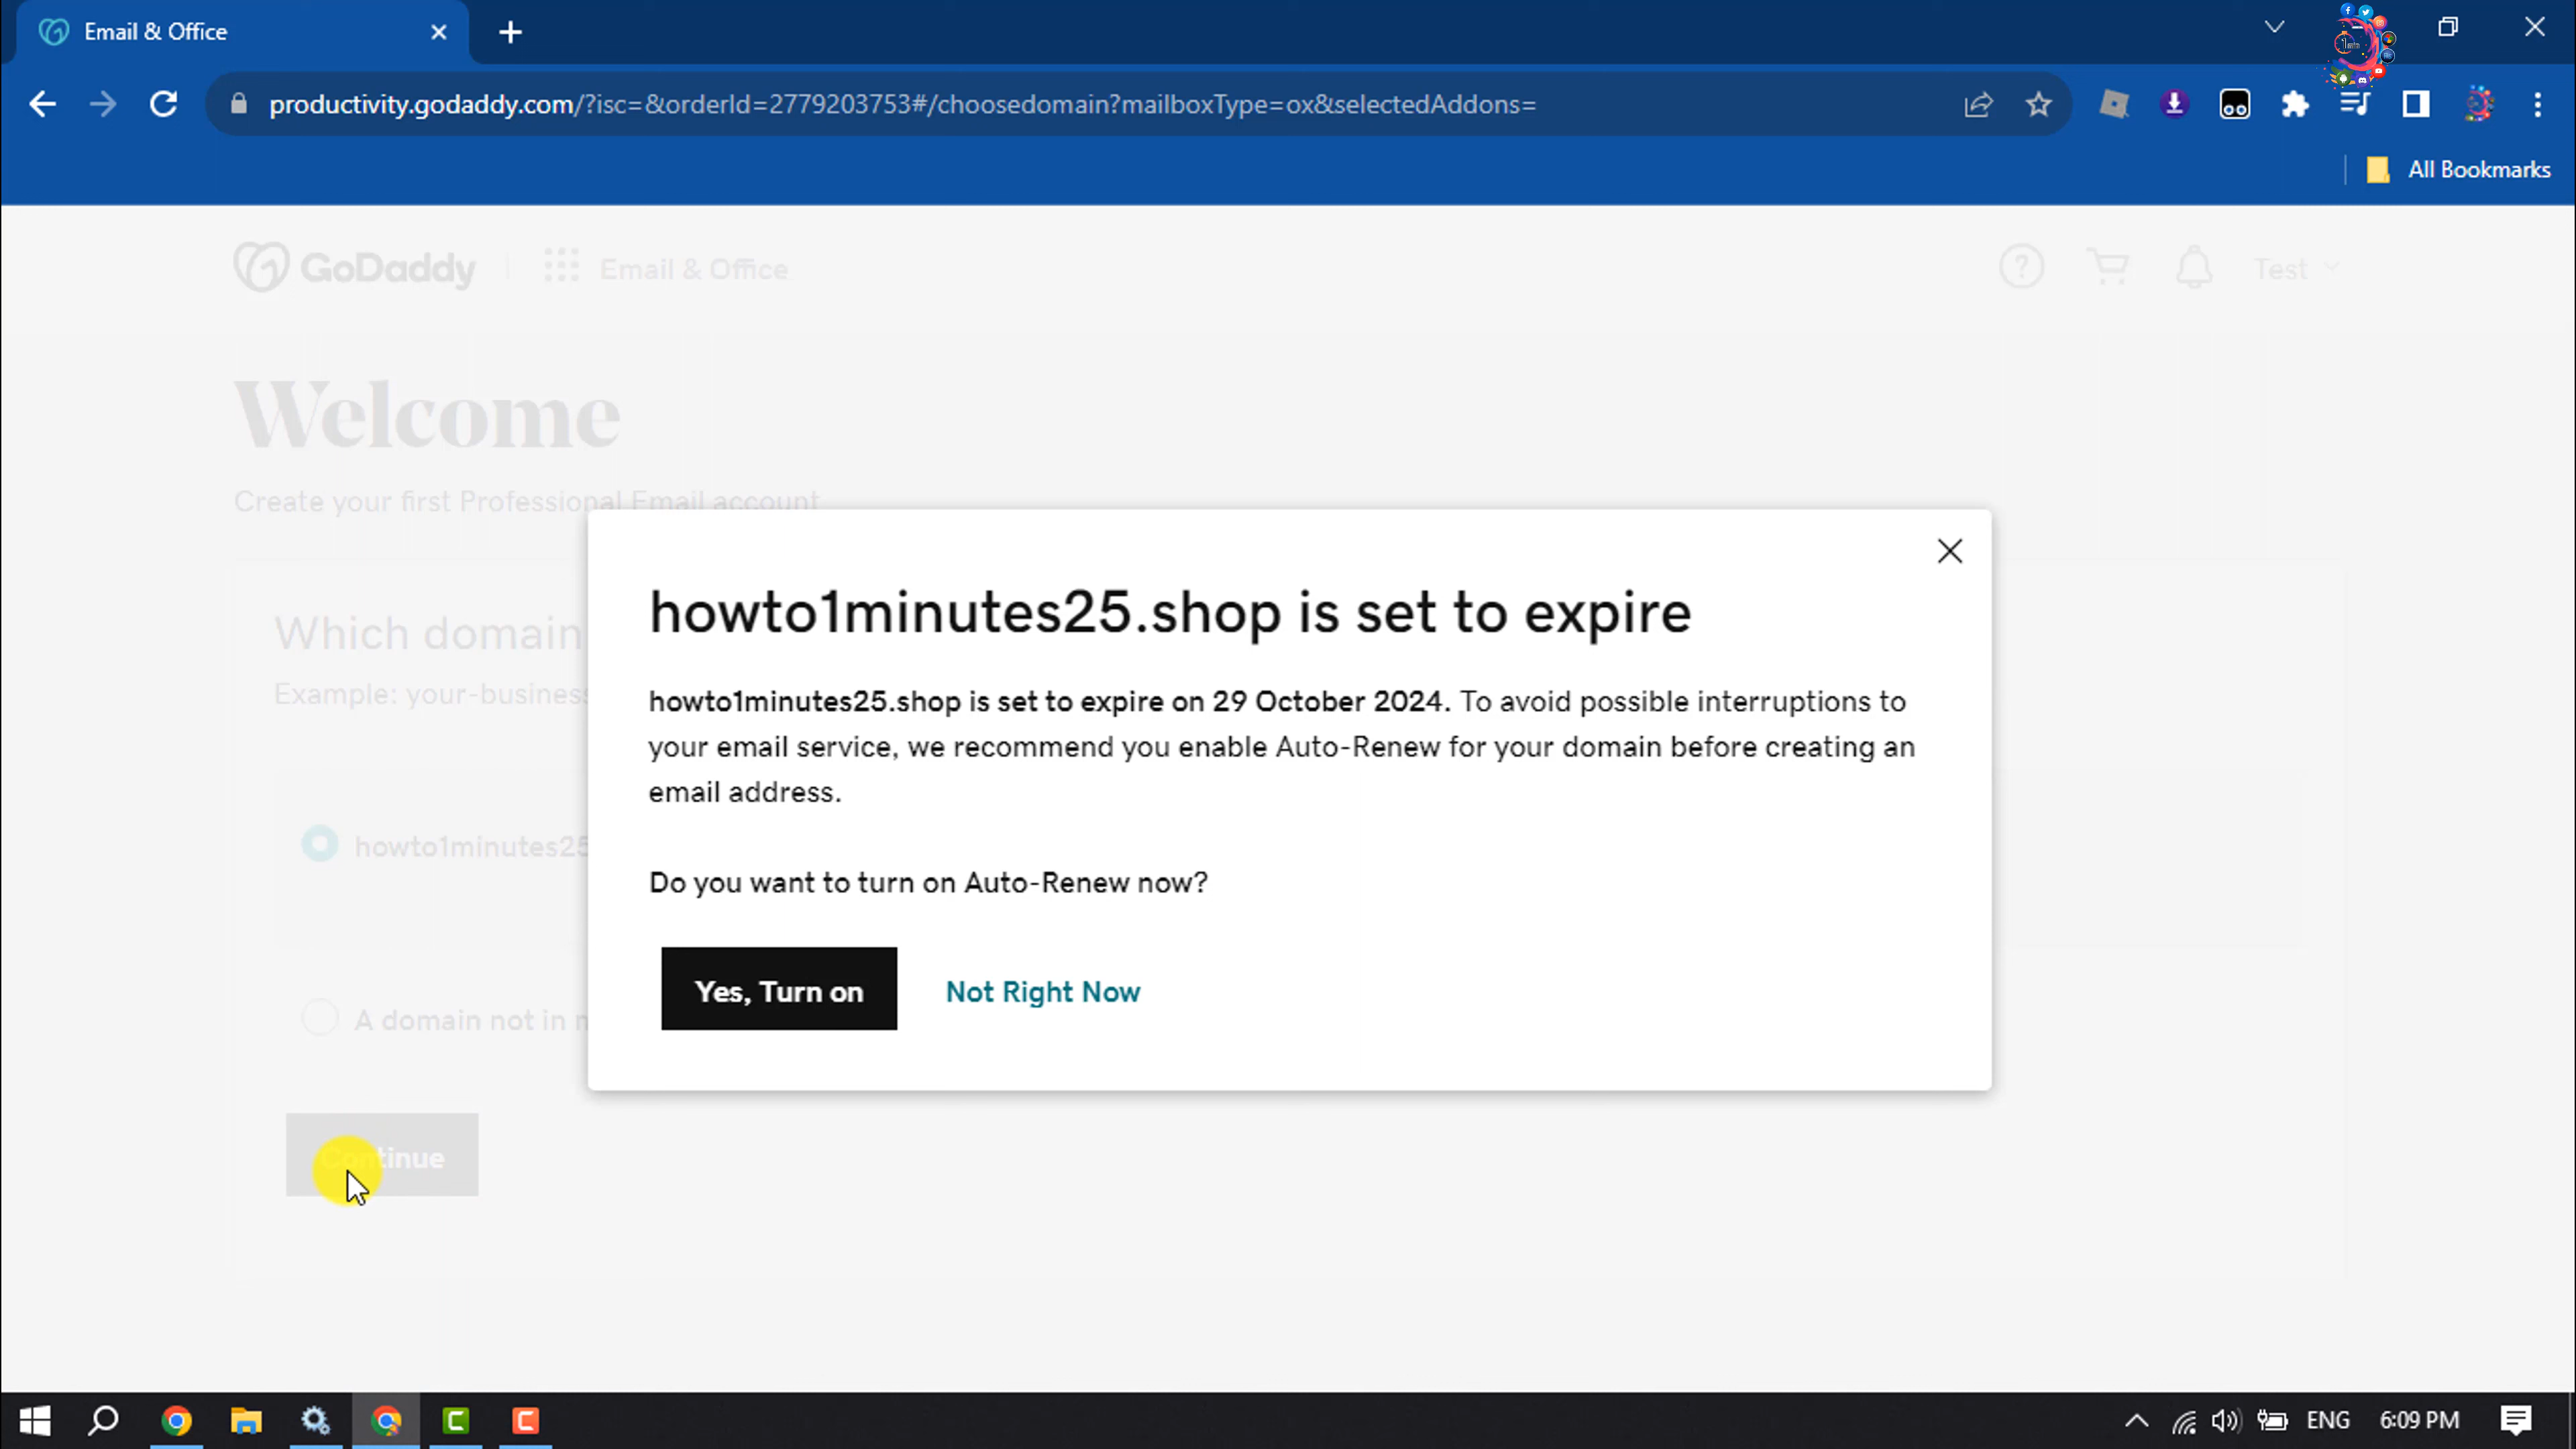 Email & Office
productivity.godaddy.com/?isc=&orderId=2779203753#/choosedomain?mailboxType=ox&selectedAddons=
All Bookmarks
GoDaddy
Email & Office
Test
Welcome
Create your first Professional Email account
howto1minutes25.shop is set to expire
Which domain
Example: your-business
howto1minutes25.shop is set to expire on 29 October 2024. To avoid possible interruptions to
your email service, we recommend you enable Auto-Renew for your domain before creating an
email address.
howto1minutes25
Do you want to turn on Auto-Renew now?
Yes, Turn on
Not Right Now
A domain not in
Continue
ENG
6:09 PM